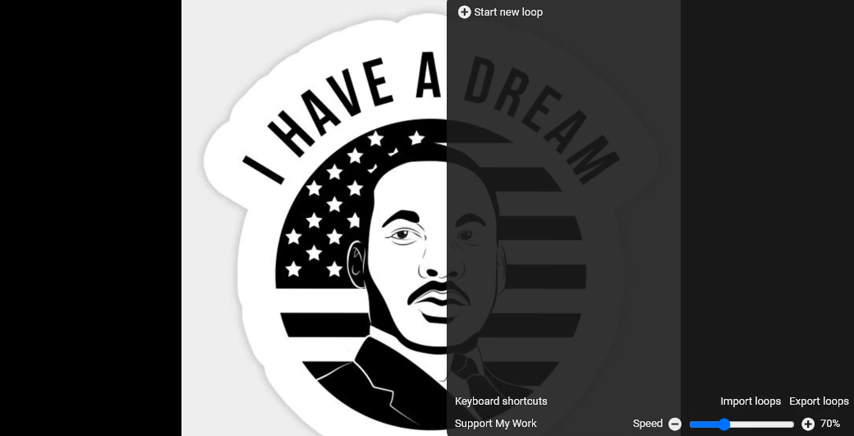 Start new loop
I HAVE A DREAM
Keyboard shortcuts
Import loops Export loops
Support My Work
Speed 70%